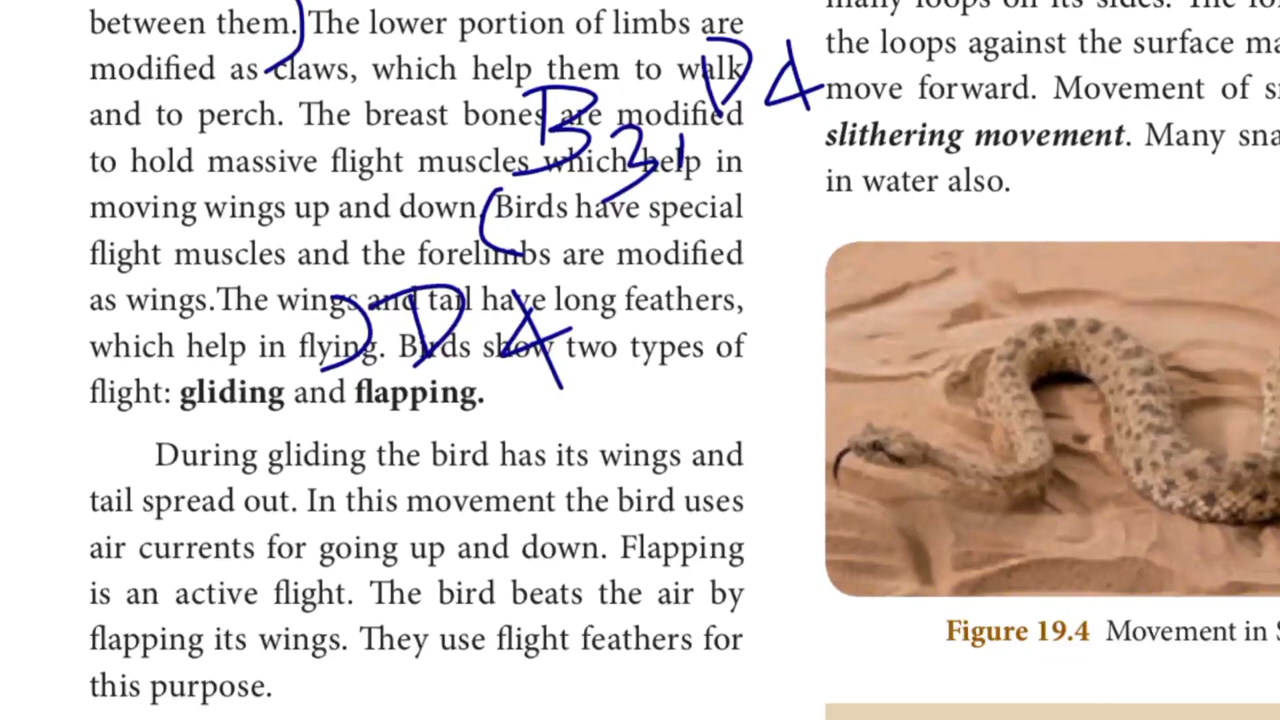 between them. The lower portion of limbs are
modified as claws, which help them to walk
and to perch. The breast bones are modified
to hold massive flight muscles which help in
moving wings up and down. Birds have special
flight muscles and the forelimbs are modified
as wings.The wings and tail have long feathers,
which help in flying. Birds show two types of
flight: gliding and flapping.
During gliding the bird has its wings and
tail spread out. In this movement the bird uses
air currents for going up and down. Flapping
is an active flight. The bird beats the air by
flapping its wings. They use flight feathers for
this purpose.
B
DD
many loops on its sides. The
the loops against the surface
move forward. Movement of
slithering movement. Many
in water also.
Figure 19.4 Movement in